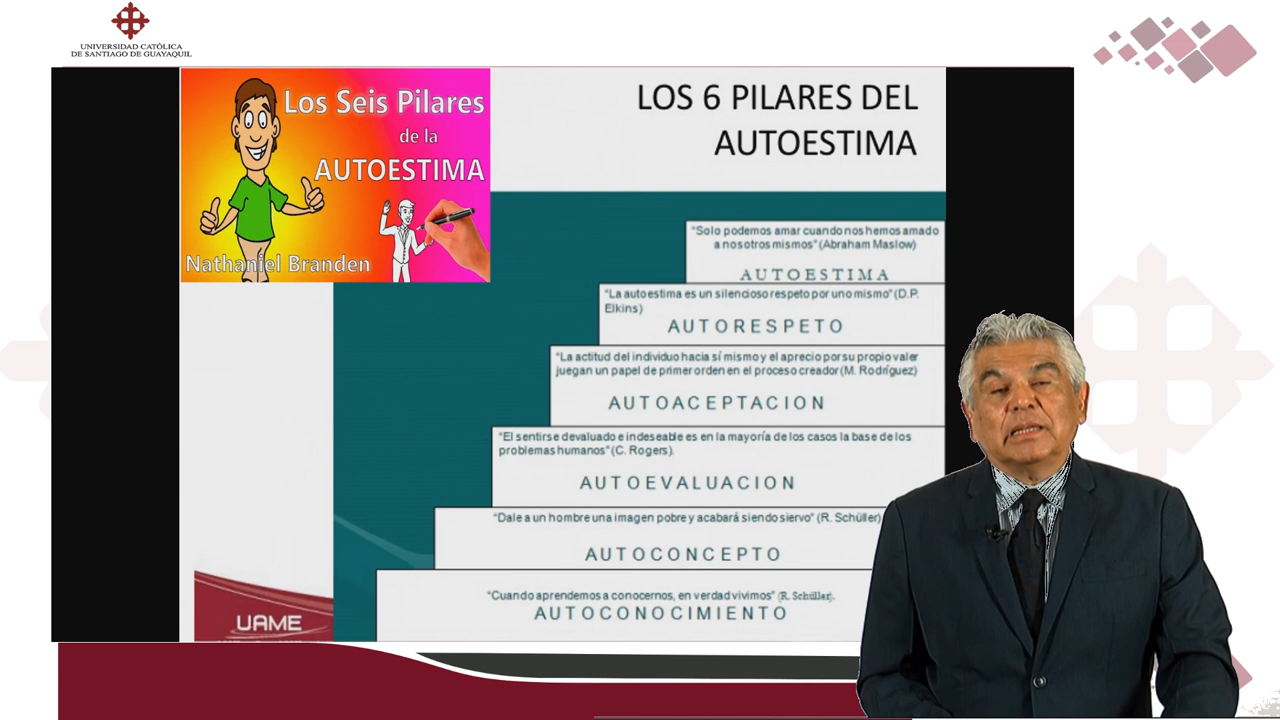 UNIVERSIDAD CATÓLICA
DE SANTIAGO DE GUAYAQUIL
Los Seis Pilares
de la
AUTOESTIMA
Nathaniel Branden
LOS 6 PILARES DEL
AUTOESTIMA
“Solo podemos amar cuando nos hemos amado
a nosotros mismos” (Abraham Maslow)
AUTOESTIMA
“La autoestima es un silencioso respeto por uno mismo” (D.P.
Elkins)
AUTORESPETO
“La actitud del individuo hacia sí mismo y el aprecio por su propio valer
juegan un papel de primer orden en el proceso creador (M. Rodríguez)
AUTOACEPTACION
“El sentirse devaluado e indeseable es en la mayoría de los casos la base de los
problemas humanos” (C. Rogers).
AUTOEVALUACION
“Dale a un hombre una imagen pobre y acabará siendo siervo” (R. Schüller)
AUTOCONCEPTO
“Cuando aprendemos a conocernos, en verdad vivimos” (R. Schüller).
AUTOCONOCIMIENTO
UAME